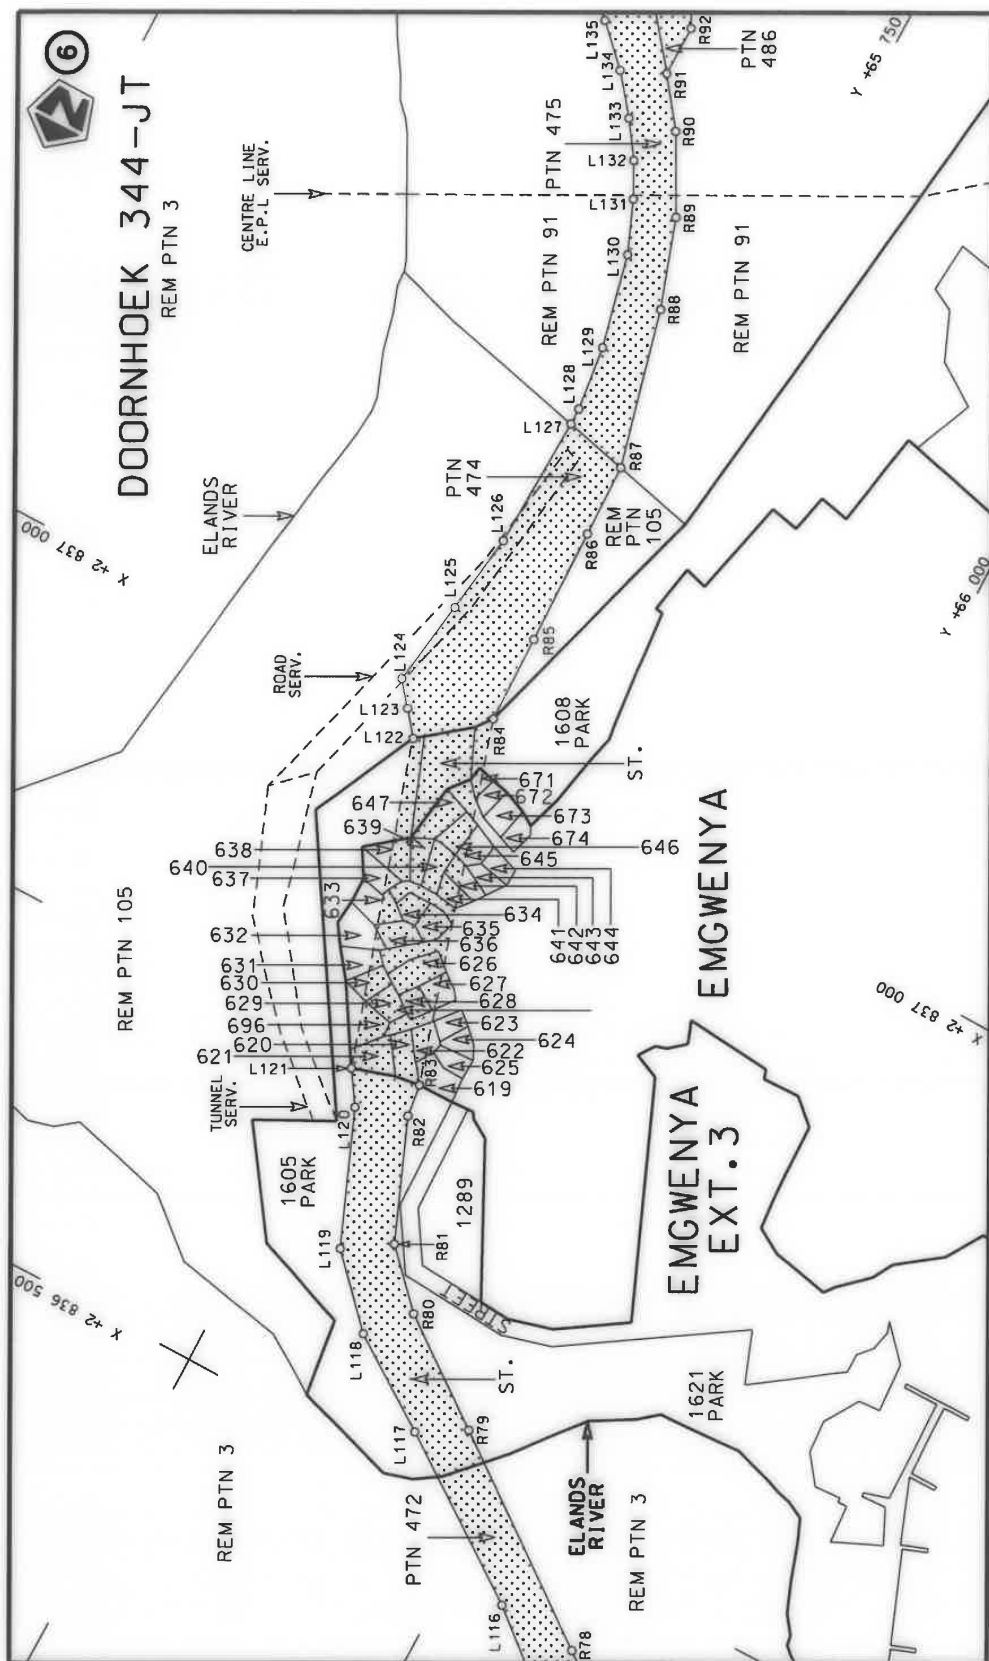 6
DOORNHOEK 344-JT
REM PTN 3
CENTRE LINE
E.P.L SERV.
ELANDS
RIVER
X +2 837 000
L135
L134
L133
L132
L131
L130
L129
L128
L127
L126
L125
L124
L123
L122
R92
R91
R90
R89
R88
R87
R86
R85
R84
PTN
486
PTN 475
REM PTN 91
REM PTN 91
Y +65 750
PTN
474
REM
PTN
105
Y +66 000
ROAD
SERV.
1608
PARK
ST.
671
672
673
674
647
639
638
640
637
633
632
631
630
629
696
620
621
646
645
634
635
636
626
627
628
623
624
622
625
619
641
642
643
644
REM PTN 105
EMGWENYA
X +2 837 000
L121
R83
TUNNEL
SERV.
L120
R82
1605
PARK
1289
EMGWENYA
EXT.3
L119
R81
R80
STREET
X +2 836 500
L118
ST.
1621
PARK
L117
R79
REM PTN 3
PTN 472
ELANDS
RIVER
REM PTN 3
L116
R78